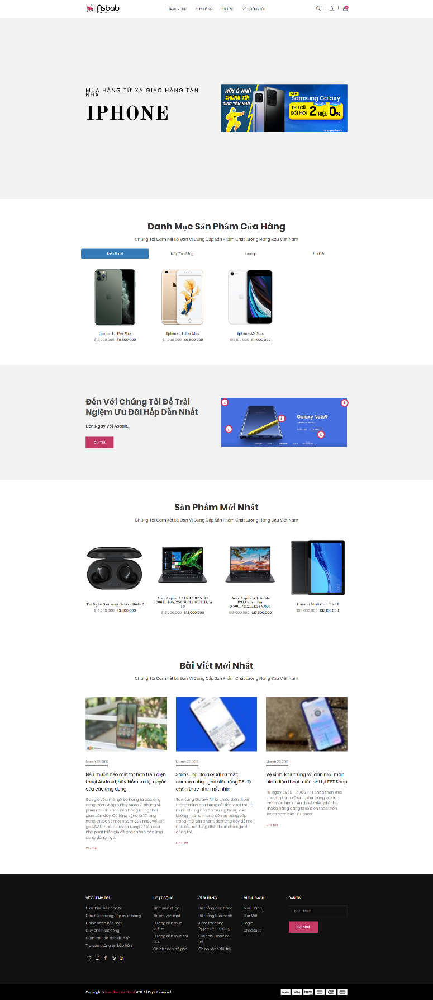 Asbab
Furniture
TRANG CHỦ
CỬA HÀNG
TIN TỨC
VỀ CHÚNG TÔI
MUA HÀNG TỪ XA GIAO HÀNG TẬN
NHÀ
IPHONE
HÃY Ở NHÀ
CHÚNG TÔI
GIAO TẬN NHÀ
SẮM
Samsung Galaxy
THU CŨ
ĐỔI MỚI
2 TRIỆU
0%
Danh Mục Sản Phẩm Cửa Hàng
Chúng Tôi Cam Kết Là Đơn Vị Cung Cấp Sản Phẩm Chất Lượng Hàng Đầu Việt Nam
Điện Thoại
Máy Tính Bảng
Laptop
Phụ Kiện
Iphone 11 Pro Max
$12,000,000 $11,500,000
Iphone 11 Pro Max
$11,000,000 $9,500,000
Iphone XS Max
$12,100,000 $11,000,000
Đến Với Chúng Tôi Để Trải
Ngiệm Ưu Đãi Hấp Dẫn Nhất
Đến Ngay Với Asbab.
Chi Tiết
Galaxy Note9
Sản Phẩm Mới Nhất
Chúng Tôi Cam Kết Là Đơn Vị Cung Cấp Sản Phẩm Chất Lượng Hàng Đầu Việt Nam
Tai Nghe Samsung Galaxy Buds 2
$14,200,000 $3,800,000
Acer Aspire A315 42 R2N R3
3200U/4Gb/256Gb/15.6"FHD/W
10
$15,000,000 $13,000,000
Acer Aspire A315-34-
P3LC/Pentium
N5000/NX.HE3SV.004
$18,000,000 $17,500,000
Huawei MediaPad T5 10
$16,000,000 $12,100,000
Bài Viết Mới Nhất
Chúng Tôi Cam Kết Là Đơn Vị Cung Cấp Sản Phẩm Chất Lượng Hàng Đầu Việt Nam
March 22, 2016
Nếu muốn bảo mật tốt hơn trên điện
thoại Android, hãy kiểm tra lại quyền
của các ứng dụng
Google vừa mới gỡ bỏ hàng tá các ứng
dụng trên Google Play Store vì chúng vi
phạm chính sách của hãng trong thời
gian gần đây. Có tổng cộng là 101 ứng
dụng thuộc về một nhóm duy nhất với tên
gọi 2NAD, nhóm này sử dụng 27 tên của
nhà phát triển giả để phát hành các ứng
dụng đáng ngờ.
Chi Tiết
March 22, 2016
Samsung Galaxy A11 ra mắt:
camera chụp góc siêu rộng 115 độ
chân thực như mắt nhìn
Samsung Galaxy A11 là chiếc điện thoại
thông minh có những cải tiến vượt trội, là
minh chứng của Samsung trong việc
không ngừng mang đến sự nâng cấp
trong mỗi sản phẩm, đáp ứng đầy đủ mọi
nhu cầu sử dụng điện thoại cho người
dùng trẻ.
Chi Tiết
March 22, 2016
Vệ sinh, khử trùng và dán mới màn
hình điện thoại miễn phí tại FPT Shop
Từ ngày 01/05 – 31/05, FPT Shop triển khai
chương trình vệ sinh, khử trùng và dán
mới màn hình điện thoại miễn phí cho
khách hàng đăng kí số điện thoại trên
livestream của FPT Shop.
Chi Tiết
VỀ CHÚNG TÔI
Giới thiệu về công ty
Câu hỏi thường gặp mua hàng
Chính sách bảo mật
Quy chế hoạt động
Kiểm tra hóa đơn điện tử
Tra cứu thông tin bảo hành
HOẠT ĐỘNG
Tin tuyển dụng
Tin khuyến mãi
Hướng dẫn mua
online
Hướng dẫn mua trả
góp
Chính sách trả góp
CỬA HÀNG
Hệ thống cửa hàng
Hệ thống bảo hành
Kiểm tra hàng
Apple chính hãng
Giới thiệu máy đổi
trả
Chính sách đổi trả
CHÍNH SÁCH
Mua Hàng
Bảo Mật
Login
Checkout
BẢN TIN
Nhập Mail*
Gửi Mail
Copyright© Free Themes Cloud 2018. All Right Reserved.
PayPal
VISA